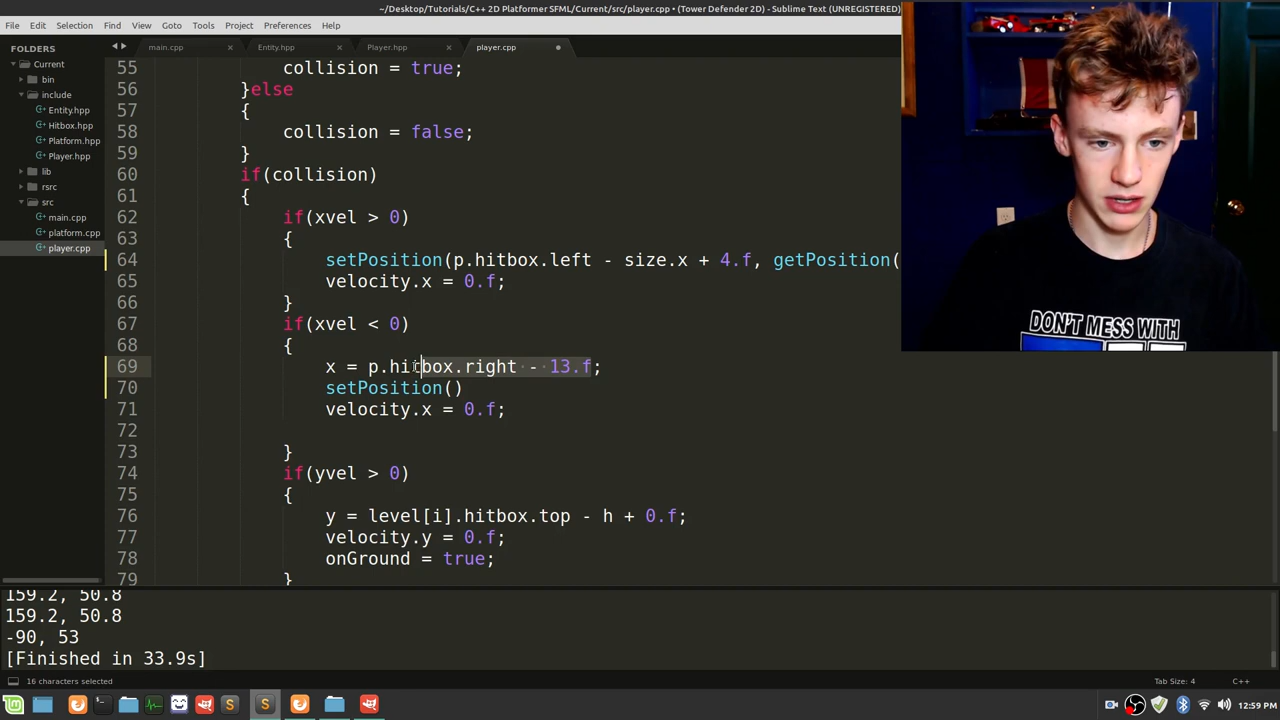 ~/Desktop/Tutorials/C++ 2D Platformer SFML/Current/src/player.cpp • (Tower Defender 2D) - Sublime Text (UNREGISTERED)
File Edit Selection Find View Goto Tools Project Preferences Help
FOLDERS
Current
bin
include
Entity.hpp
Hitbox.hpp
Platform.hpp
Player.hpp
lib
rsrc
src
main.cpp
platform.cpp
player.cpp
main.cpp Entity.hpp Player.hpp player.cpp
55 collision = true;
56 }else
57 {
58 collision = false;
59 }
60 if(collision)
61 {
62 if(xvel > 0)
63 {
64 setPosition(p.hitbox.left - size.x + 4.f, getPosition(
65 velocity.x = 0.f;
66 }
67 if(xvel < 0)
68 {
69 x = p.hitbox.right - 13.f;
70 setPosition()
71 velocity.x = 0.f;
72
73 }
74 if(yvel > 0)
75 {
76 y = level[i].hitbox.top - h + 0.f;
77 velocity.y = 0.f;
78 onGround = true;
79 }
159.2, 50.8
159.2, 50.8
-90, 53
[Finished in 33.9s]
16 characters selected Tab Size: 4 C++
12:59 PM
DON'T MESS WITH